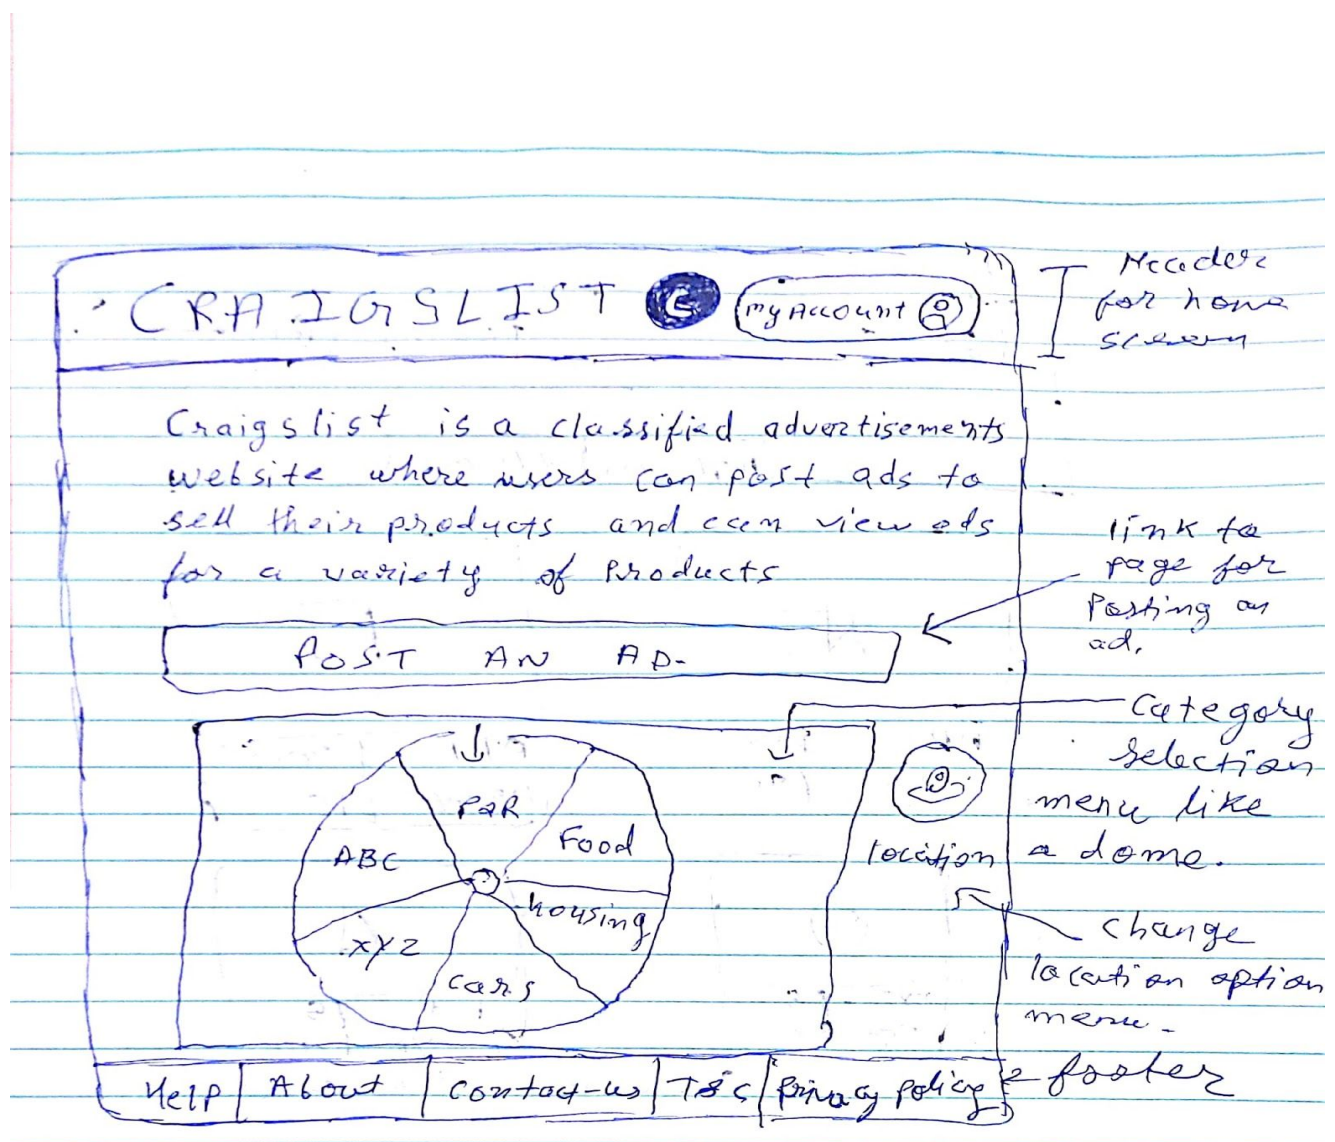 CRAIGSLIST C my Account
Header
for home
screen
Craigslist is a classified advertisements
website where users can post ads to
sell their products and can view ads
for a variety of Products
link to
page for
Posting an
ad.
POST AN AD.
Category
selection
menu like
a dome.
PQR
Food
ABC
housing
XYZ
cars
location
change
location option
menu.
Help About Contact-us T&C Privacy policy
footer